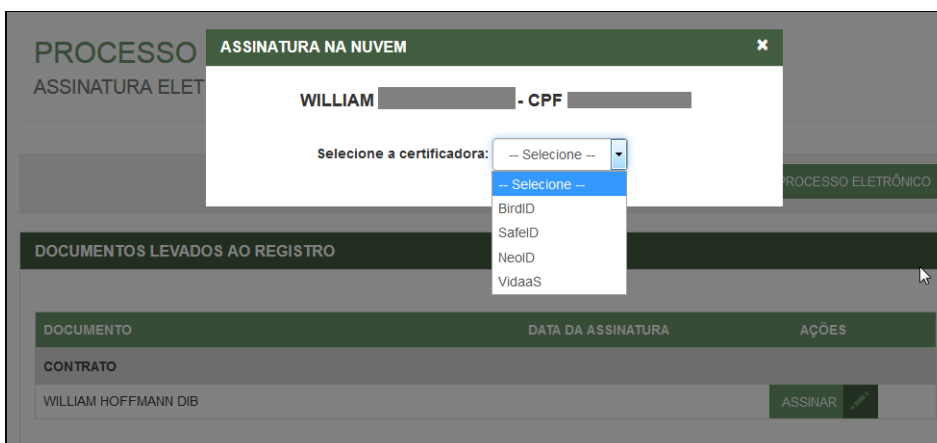 PROCESSO
ASSINATURA ELET
ASSINATURA NA NUVEM
WILLIAM - CPF
Selecione a certificadora: -- Selecione --
-- Selecione --
BirdID
SafeID
NeoID
VidaaS
PROCESSO ELETRÔNICO
DOCUMENTOS LEVADOS AO REGISTRO
DOCUMENTO DATA DA ASSINATURA AÇÕES
CONTRATO
WILLIAM HOFFMANN DIB ASSINAR